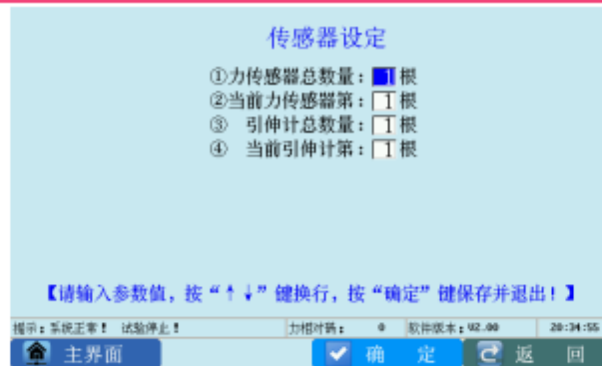 传感器设定
①力传感器总数量：1根
②当前力传感器第：1根
③ 引伸计总数量：1根
④ 当前引伸计第：1根
【请输入参数值，按“↑↓”键换行，按“确定”键保存并退出！】
提示：系统正常！ 试验停止！ 力相对码： 0 软件版本：V2.00 20:34:55
主界面 确 定 返 回